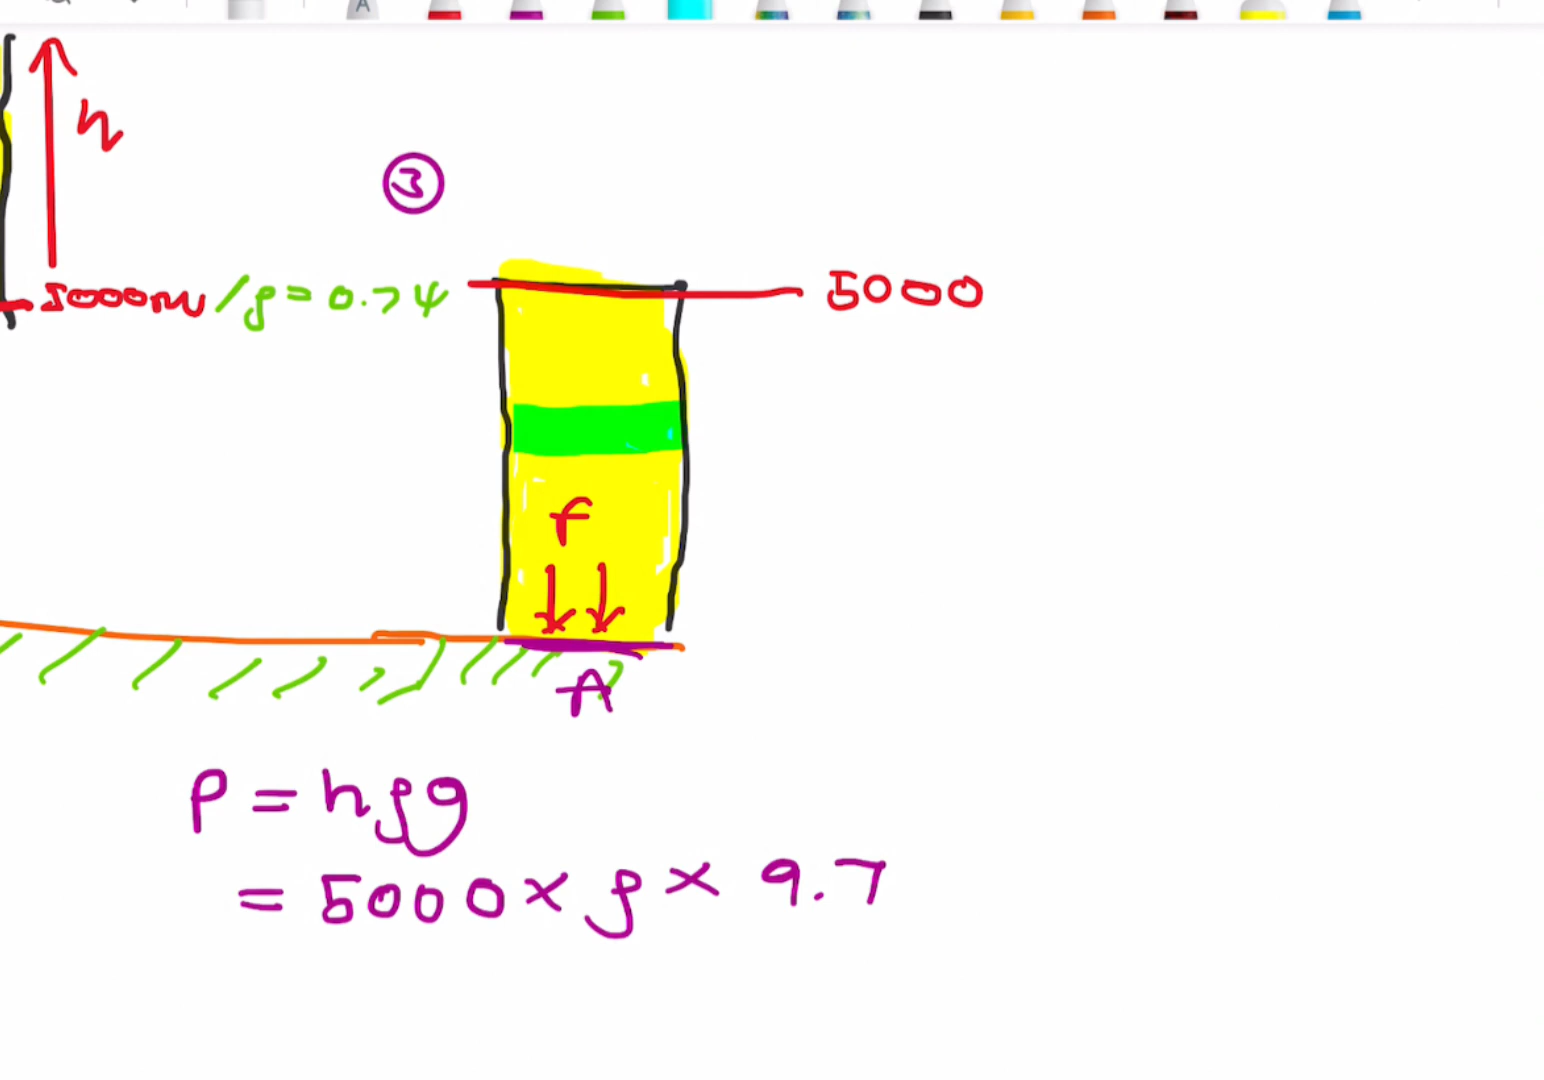 A
h
③
5000m /ρ = 0.74
5000
F
A
P = hρg
= 5000 × ρ × 9.7